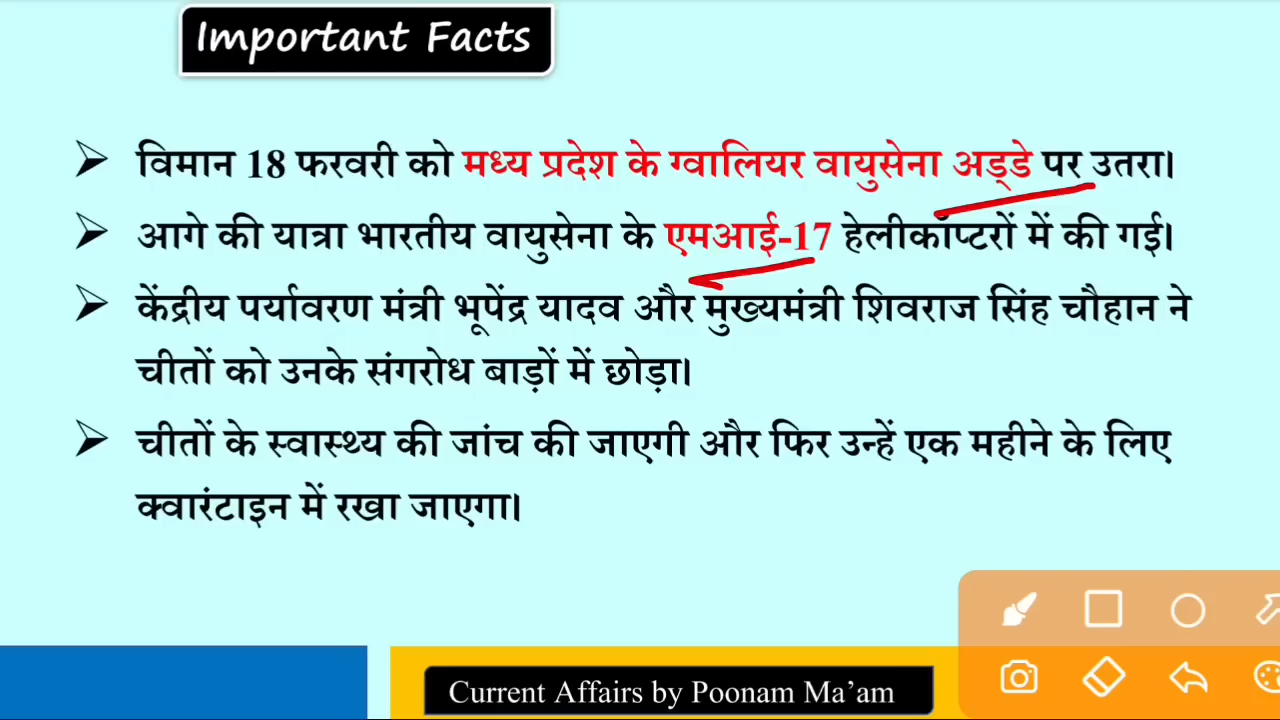 Important Facts
विमान 18 फरवरी को मध्य प्रदेश के ग्वालियर वायुसेना अड्डे पर उतरा।
आगे की यात्रा भारतीय वायुसेना के एमआई-17 हेलीकॉप्टरों में की गई।
केंद्रीय पर्यावरण मंत्री भूपेंद्र यादव और मुख्यमंत्री शिवराज सिंह चौहान ने
चीतों को उनके संगरोध बाड़ों में छोड़ा।
चीतों के स्वास्थ्य की जांच की जाएगी और फिर उन्हें एक महीने के लिए
क्वारंटाइन में रखा जाएगा।
Current Affairs by Poonam Ma’am